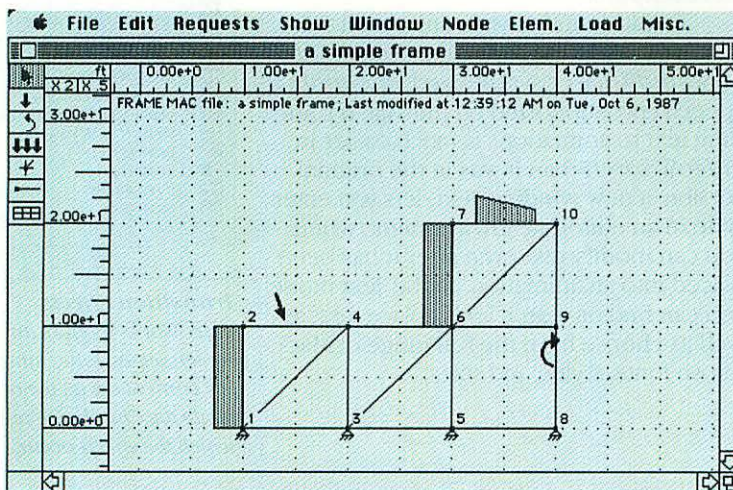 File Edit Requests Show Window Node Elem. Load Misc.
a simple frame
ft 0.00e+0 1.00e+1 2.00e+1 3.00e+1 4.00e+1 5.00e+1
X 2 X .5
FRAME MAC file: a simple frame; Last modified at 12:39:12 AM on Tue, Oct 6, 1987
3.00e+1
2.00e+1
7 10
1.00e+1
2 4 6 9
0.00e+0
1 3 5 8